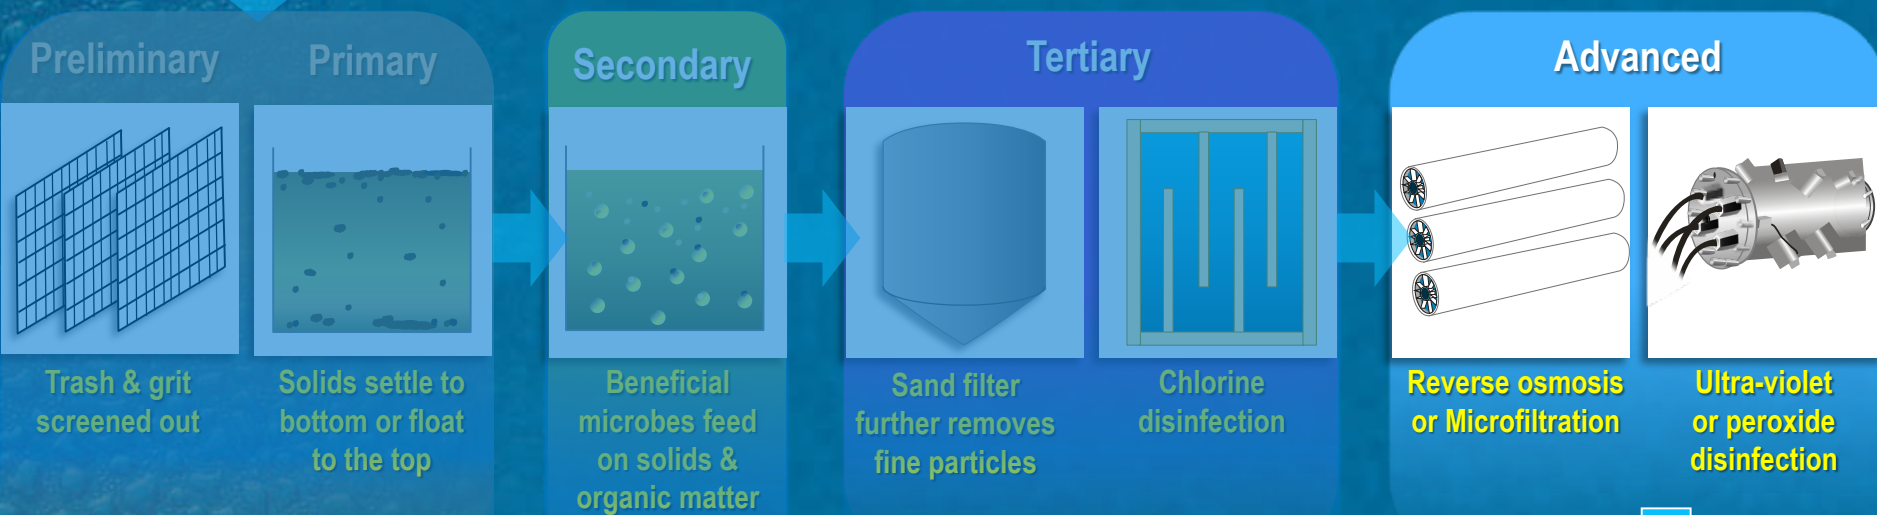 Preliminary
Primary
Secondary
Tertiary
Advanced
Trash & grit
screened out
Solids settle to
bottom or float
to the top
Beneficial
microbes feed
on solids &
organic matter
Sand filter
further removes
fine particles
Chlorine
disinfection
Reverse osmosis
or Microfiltration
Ultra-violet
or peroxide
disinfection